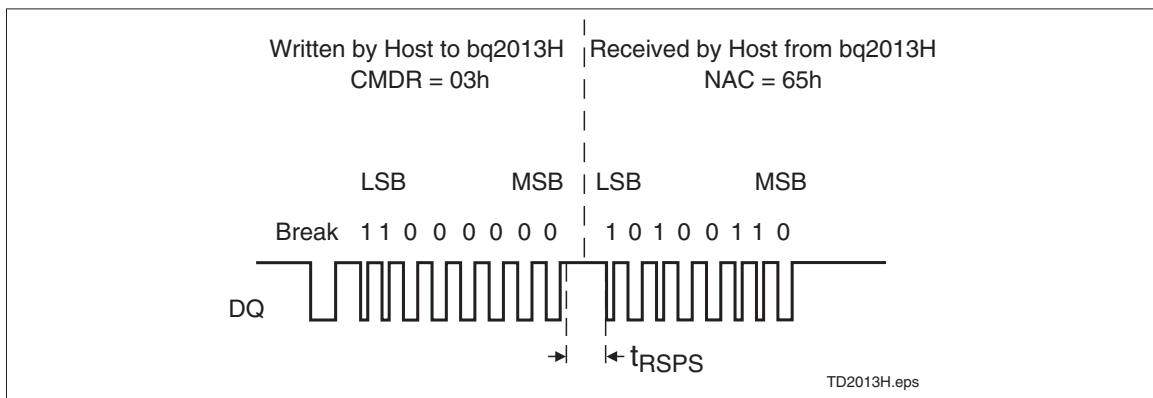 Written by Host to bq2013H
CMDR = 03h
Received by Host from bq2013H
NAC = 65h
LSB MSB LSB MSB
Break 1 1 0 0 0 0 0 0 1 0 1 0 0 1 1 0
DQ
tRSPS
TD2013H.eps